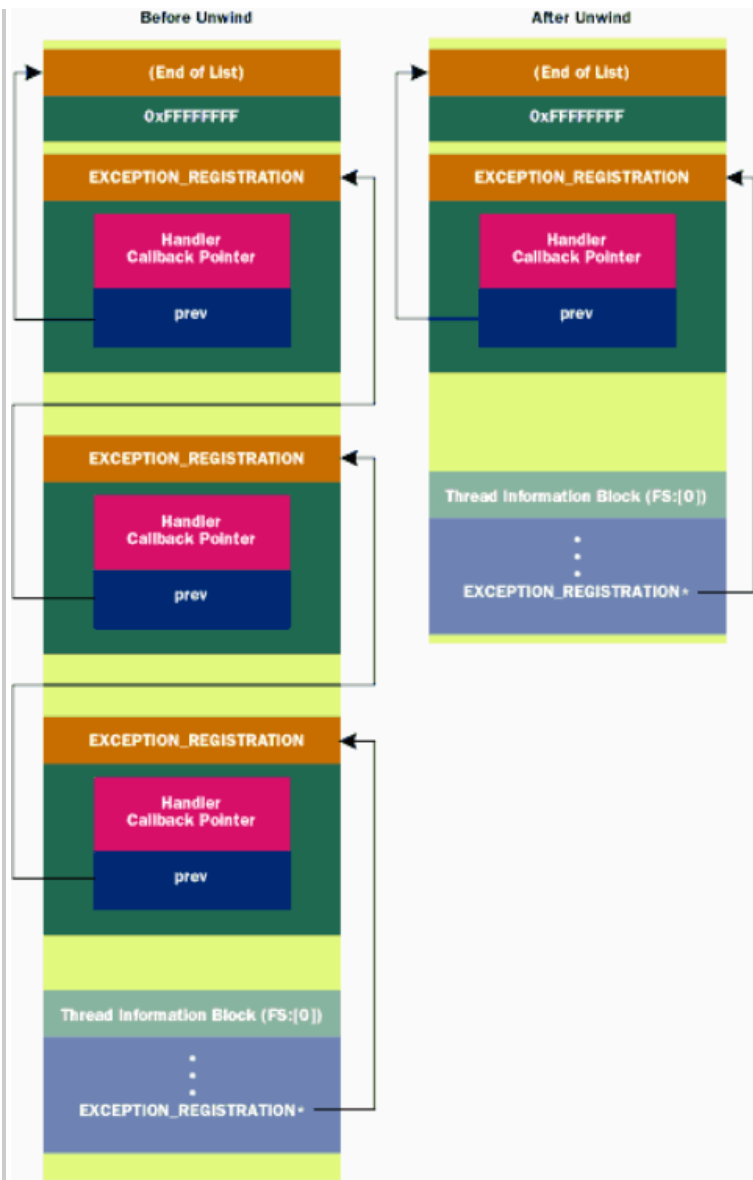 Before Unwind
(End of List)
0xFFFFFFFF
EXCEPTION_REGISTRATION
Handler
Callback Pointer
prev
EXCEPTION_REGISTRATION
Handler
Callback Pointer
prev
EXCEPTION_REGISTRATION
Handler
Callback Pointer
prev
Thread Information Block (FS:[0])
EXCEPTION_REGISTRATION*
After Unwind
(End of List)
0xFFFFFFFF
EXCEPTION_REGISTRATION
Handler
Callback Pointer
prev
Thread Information Block (FS:[0])
EXCEPTION_REGISTRATION*